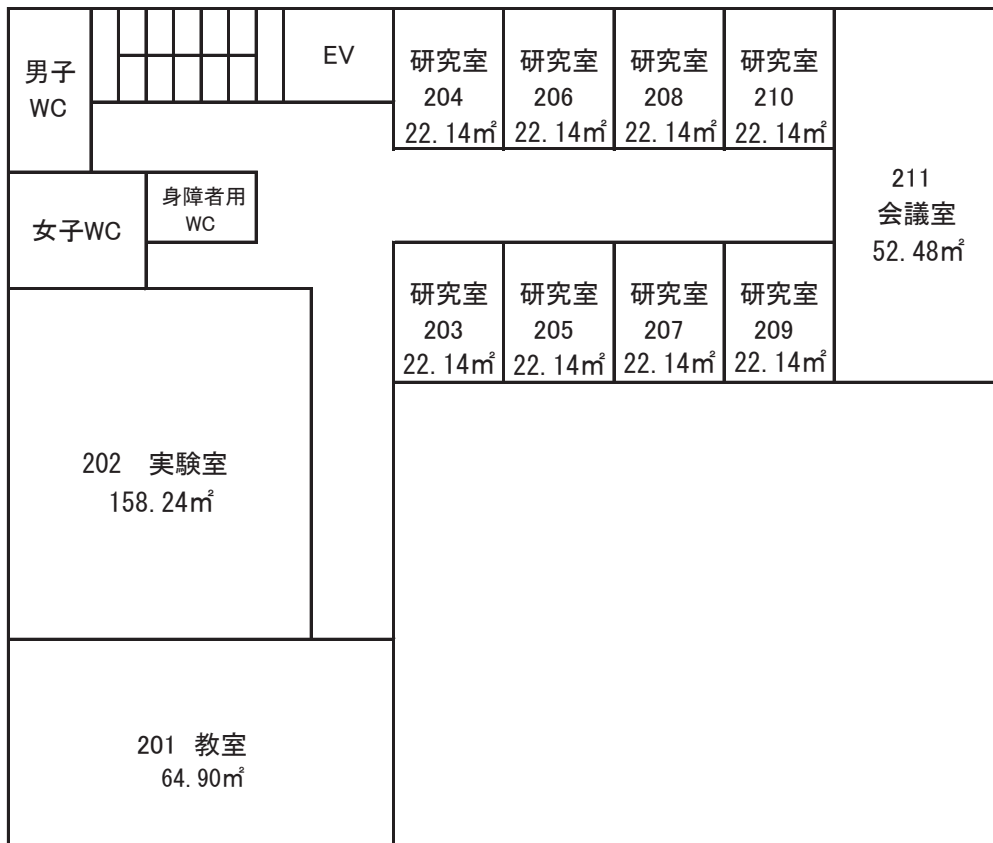 男子
WC
EV
研究室
204
22.14㎡
研究室
206
22.14㎡
研究室
208
22.14㎡
研究室
210
22.14㎡
211
会議室
52.48㎡
女子WC
身障者用
WC
研究室
203
22.14㎡
研究室
205
22.14㎡
研究室
207
22.14㎡
研究室
209
22.14㎡
202　実験室
158.24㎡
201 教室
64.90㎡